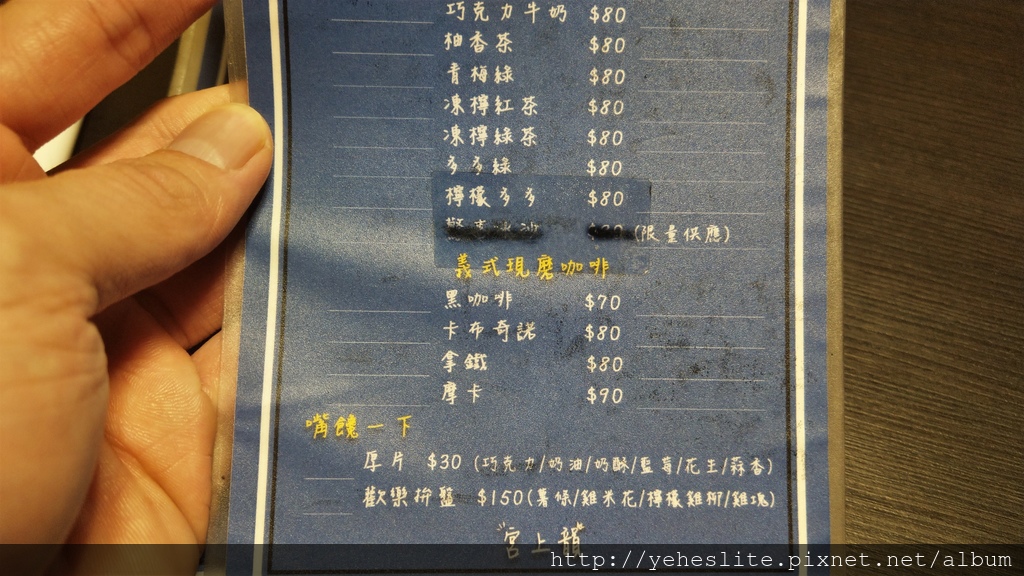 巧克力牛奶 $80
柚香茶 $80
青梅綠 $80
凍檸紅茶 $80
凍檸綠茶 $80
多多綠 $80
檸檬多多 $80
(限量供應)
義式現磨咖啡
黑咖啡 $70
卡布奇諾 $80
拿鐵 $80
摩卡 $90
嘴饞一下
厚片 $30 (巧克力/奶油/奶酥/藍莓/花生/蒜香)
歡樂拚盤 $150(薯條/雞米花/檸檬雞柳/雞塊)
"宮上龍"
http://yeheslite.pixnet.net/album